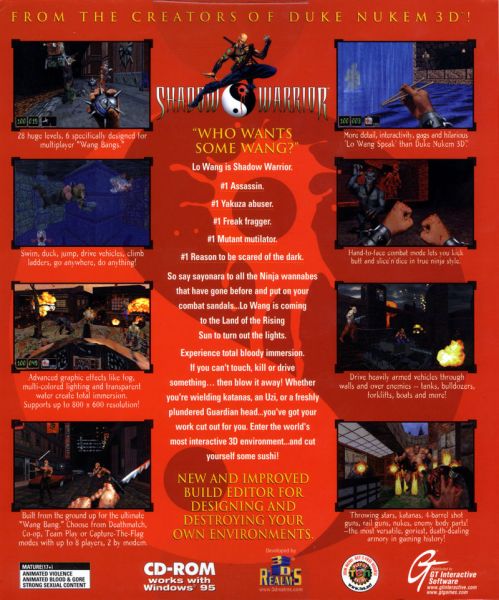 FROM THE CREATORS OF DUKE NUKEM 3D™!
SHADOW WARRIOR
28 huge levels, 6 specifically designed for
multiplayer "Wang Bangs."
Swim, duck, jump, drive vehicles, climb
ladders, go anywhere, do anything!
Advanced graphic effects like fog,
multi-colored lighting and transparent
water create total immersion.
Supports up to 800 x 600 resolution!
Built from the ground up for the ultimate
"Wang Bang." Choose from Deathmatch,
Co-op, Team Play or Capture-The-Flag
modes with up to 8 players, 2 by modem.
"WHO WANTS
SOME WANG?"
Lo Wang is Shadow Warrior.
#1 Assassin.
#1 Yakuza abuser.
#1 Freak fragger.
#1 Mutant mutilator.
#1 Reason to be scared of the dark.
So say sayonara to all the Ninja wannabes
that have gone before and put on your
combat sandals...Lo Wang is coming
to the Land of the Rising
Sun to turn out the lights.
Experience total bloody immersion.
If you can't touch, kill or drive
something... then blow it away! Whether
you're wielding katanas, an Uzi, or a freshly
plundered Guardian head...you've got your
work cut out for you. Enter the world's
most interactive 3D environment...and cut
yourself some sushi!
NEW AND IMPROVED
BUILD EDITOR FOR
DESIGNING AND
DESTROYING YOUR
OWN ENVIRONMENTS.
More detail, interactivity, gags and hilarious
"Lo Wang Speak" than Duke Nukem 3D.
Hand-to-face combat mode lets you kick
butt and slice'n dice in true ninja style.
Drive heavily armed vehicles through
walls and over enemies – tanks, bulldozers,
forklifts, boats and more!
Throwing stars, katanas, 4-barrel shot
guns, rail guns, nukes, enemy body parts!
–the most versatile, goriest, death-dealing
armory in gaming history!
MATURE(17+)
ANIMATED VIOLENCE
ANIMATED BLOOD & GORE
STRONG SEXUAL CONTENT
CD-ROM
works with
Windows 95
Developed by
3D
REALMS
www.3drealms.com
GT
Distributed by
GT Interactive
Software
www.gtinteractive.com
www.gtgames.com